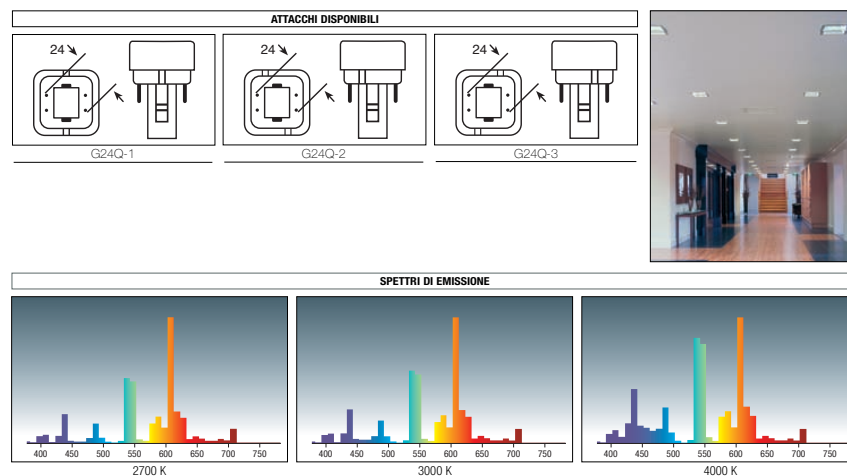 ATTACCHI DISPONIBILI
24
24
24
G24Q-1
G24Q-2
G24Q-3
SPETTRI DI EMISSIONE
400 450 500 550 600 650 700 750
400 450 500 550 600 650 700 750
400 450 500 550 600 650 700 750
2700 K
3000 K
4000 K